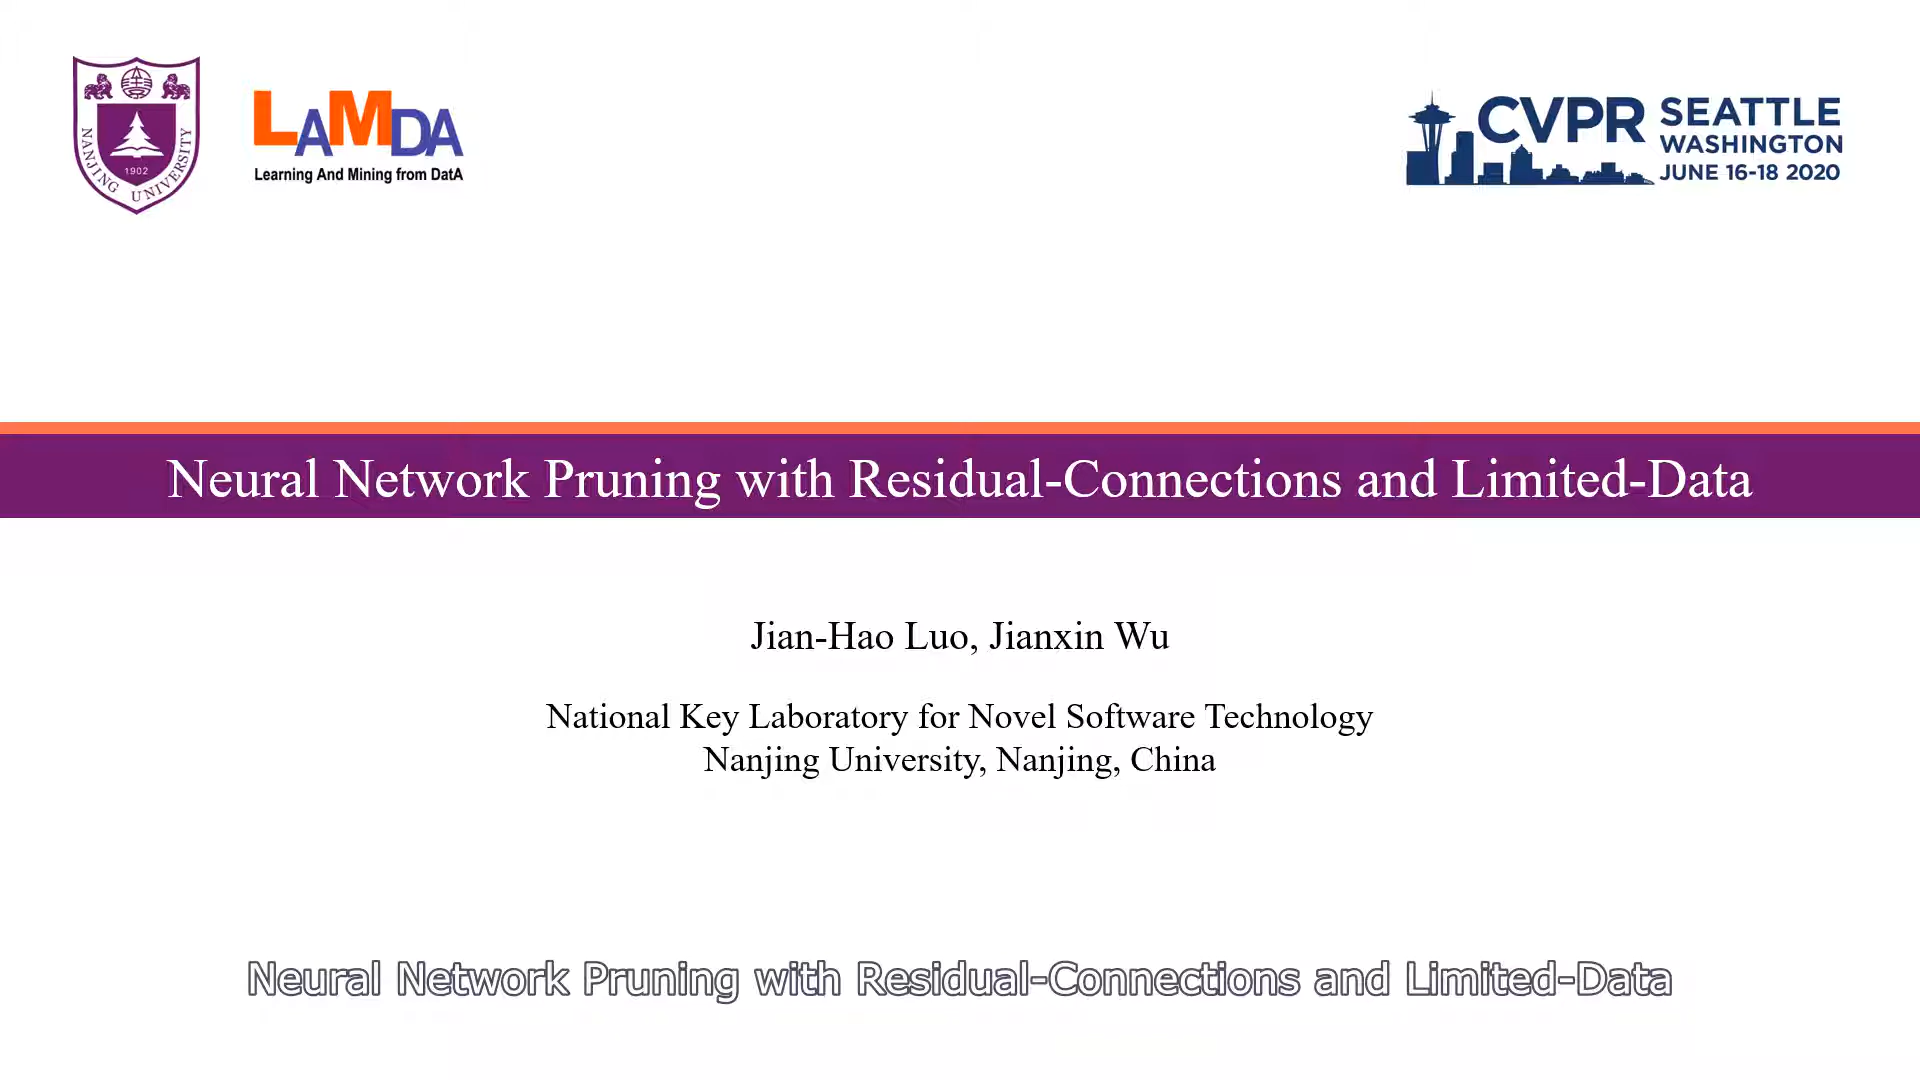 NANJING UNIVERSITY
1902
LAMDA
Learning And Mining from DatA
CVPR SEATTLE
WASHINGTON
JUNE 16-18 2020
Neural Network Pruning with Residual-Connections and Limited-Data
Jian-Hao Luo, Jianxin Wu
National Key Laboratory for Novel Software Technology
Nanjing University, Nanjing, China
Neural Network Pruning with Residual-Connections and Limited-Data